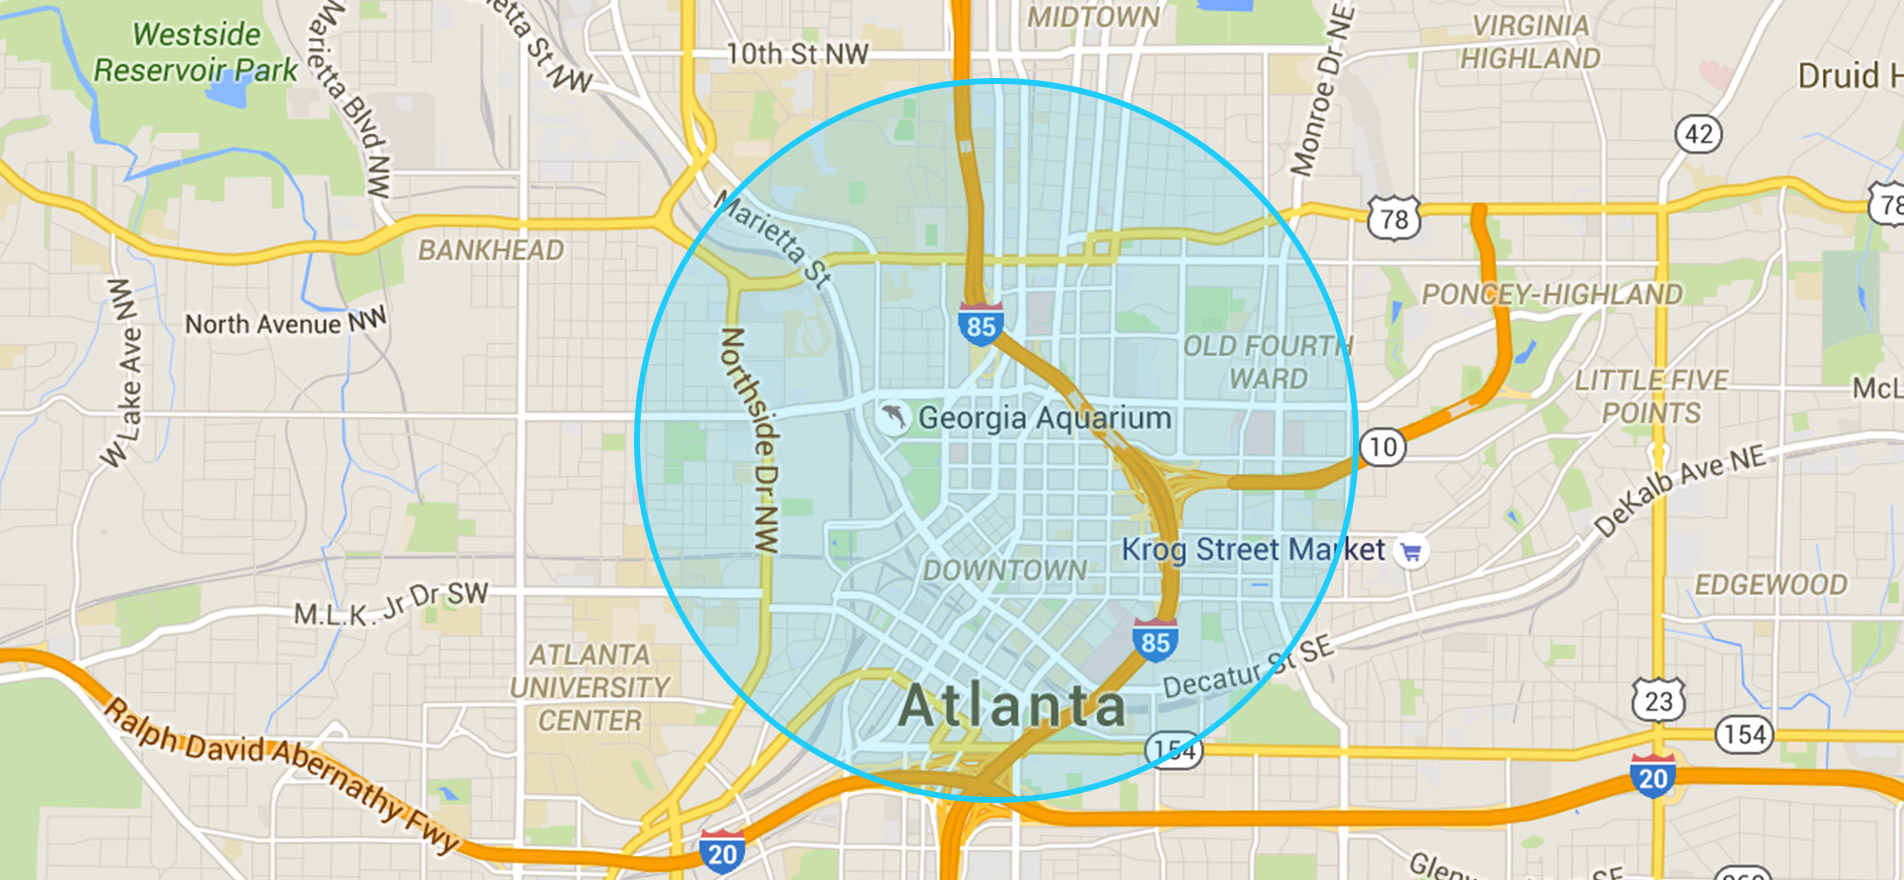 MIDTOWN
VIRGINIA
HIGHLAND
Westside
Reservoir Park
Marietta Blvd NW
Marietta St NW
10th St NW
Monroe Dr NE
Druid H
42
78
78
Marietta St
BANKHEAD
W Lake Ave NW
North Avenue NW
PONCEY-HIGHLAND
85
Northside Dr NW
OLD FOURTH
WARD
LITTLE FIVE
POINTS
McL
Georgia Aquarium
10
DeKalb Ave NE
Krog Street Market
DOWNTOWN
EDGEWOOD
M.L.K. Jr Dr SW
85
ATLANTA
UNIVERSITY
CENTER
Decatur St SE
Atlanta
23
Ralph David Abernathy Fwy
154
154
20
20
SE